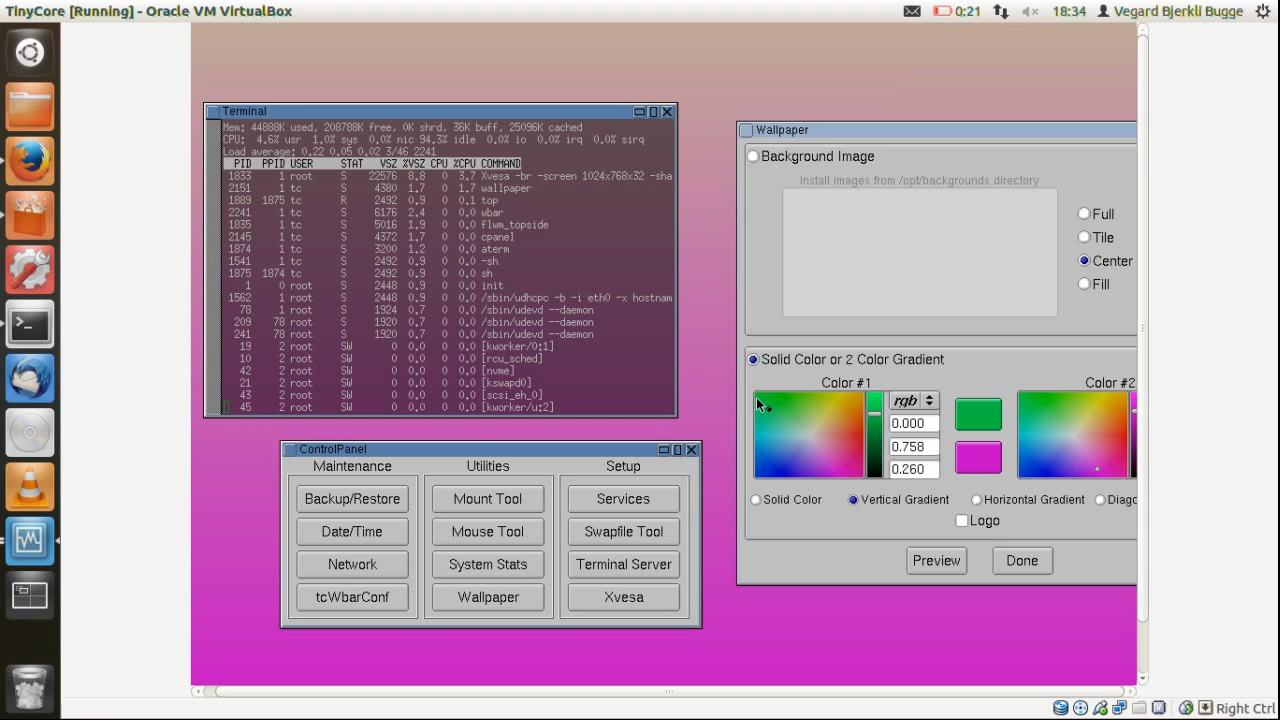 TinyCore [Running] - Oracle VM VirtualBox
0:21
18:34
Vegard Bjerkli Bugge
Terminal
Mem: 44888K used, 208788K free, 0K shrd, 36K buff, 25096K cached
CPU:  4.6% usr  1.0% sys  0.0% nic 94.3% idle  0.0% io  0.0% irq  0.0% sirq
Load average: 0.22 0.05 0.02 3/46 2241
PID  PPID USER     STAT   VSZ %VSZ CPU %CPU COMMAND
1833     1 root     S    22576  8.8   0  3.7 Xvesa -br -screen 1024x768x32 -sha
2151     1 tc       S     4380  1.7   0  1.7 wallpaper
1889  1875 tc       R     2492  0.9   0  0.1 top
2241     1 tc       S     6176  2.4   0  0.0 wbar
1835     1 tc       S     5016  1.9   0  0.0 flwm_topside
2145     1 tc       S     4372  1.7   0  0.0 cpanel
1874     1 tc       S     3200  1.2   0  0.0 aterm
1541     1 tc       S     2492  0.9   0  0.0 -sh
1875  1874 tc       S     2492  0.9   0  0.0 sh
1     0 root     S     2448  0.9   0  0.0 init
1562     1 root     S     2448  0.9   0  0.0 /sbin/udhcpc -b -i eth0 -x hostnam
78     1 root     S     1924  0.7   0  0.0 /sbin/udevd --daemon
209    78 root     S     1920  0.7   0  0.0 /sbin/udevd --daemon
241    78 root     S     1920  0.7   0  0.0 /sbin/udevd --daemon
19     2 root     SW       0  0.0   0  0.0 [kworker/0:1]
10     2 root     SW       0  0.0   0  0.0 [rcu_sched]
42     2 root     SW       0  0.0   0  0.0 [nvme]
21     2 root     SW       0  0.0   0  0.0 [kswapd0]
43     2 root     SW       0  0.0   0  0.0 [scsi_eh_0]
45     2 root     SW       0  0.0   0  0.0 [kworker/u:2]
Wallpaper
Background Image
Install images from /opt/backgrounds directory
Full
Tile
Center
Fill
Solid Color or 2 Color Gradient
Color #1
Color #2
rgb
0.000
0.758
0.260
Solid Color
Vertical Gradient
Horizontal Gradient
Diago
Logo
Preview
Done
ControlPanel
Maintenance
Utilities
Setup
Backup/Restore
Mount Tool
Services
Date/Time
Mouse Tool
Swapfile Tool
Network
System Stats
Terminal Server
tcWbarConf
Wallpaper
Xvesa
Right Ctrl